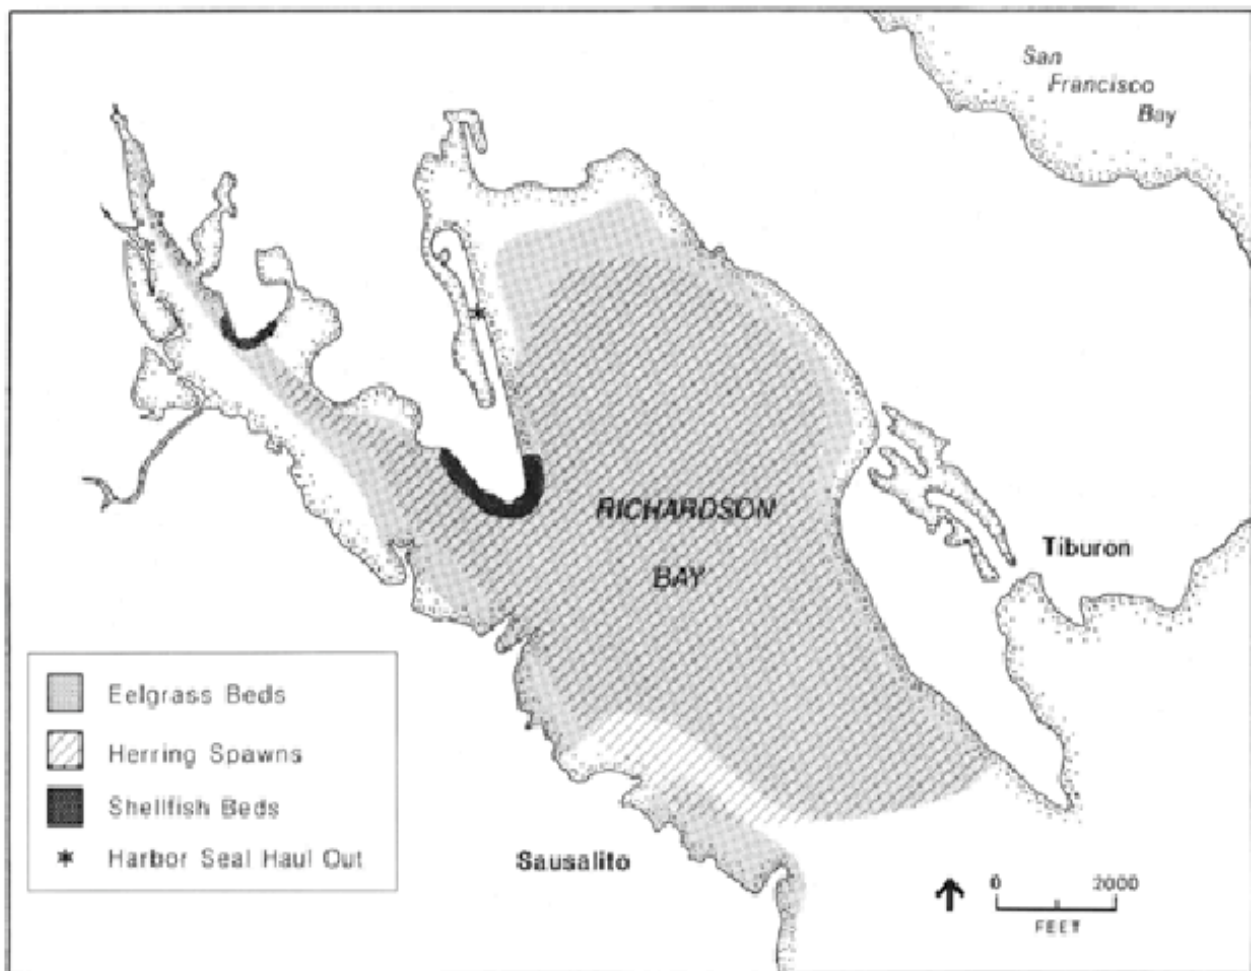 San
Francisco
Bay
RICHARDSON
BAY
Tiburon
Eelgrass Beds
Herring Spawns
Shellfish Beds
* Harbor Seal Haul Out
Sausalito
0 2000
FEET